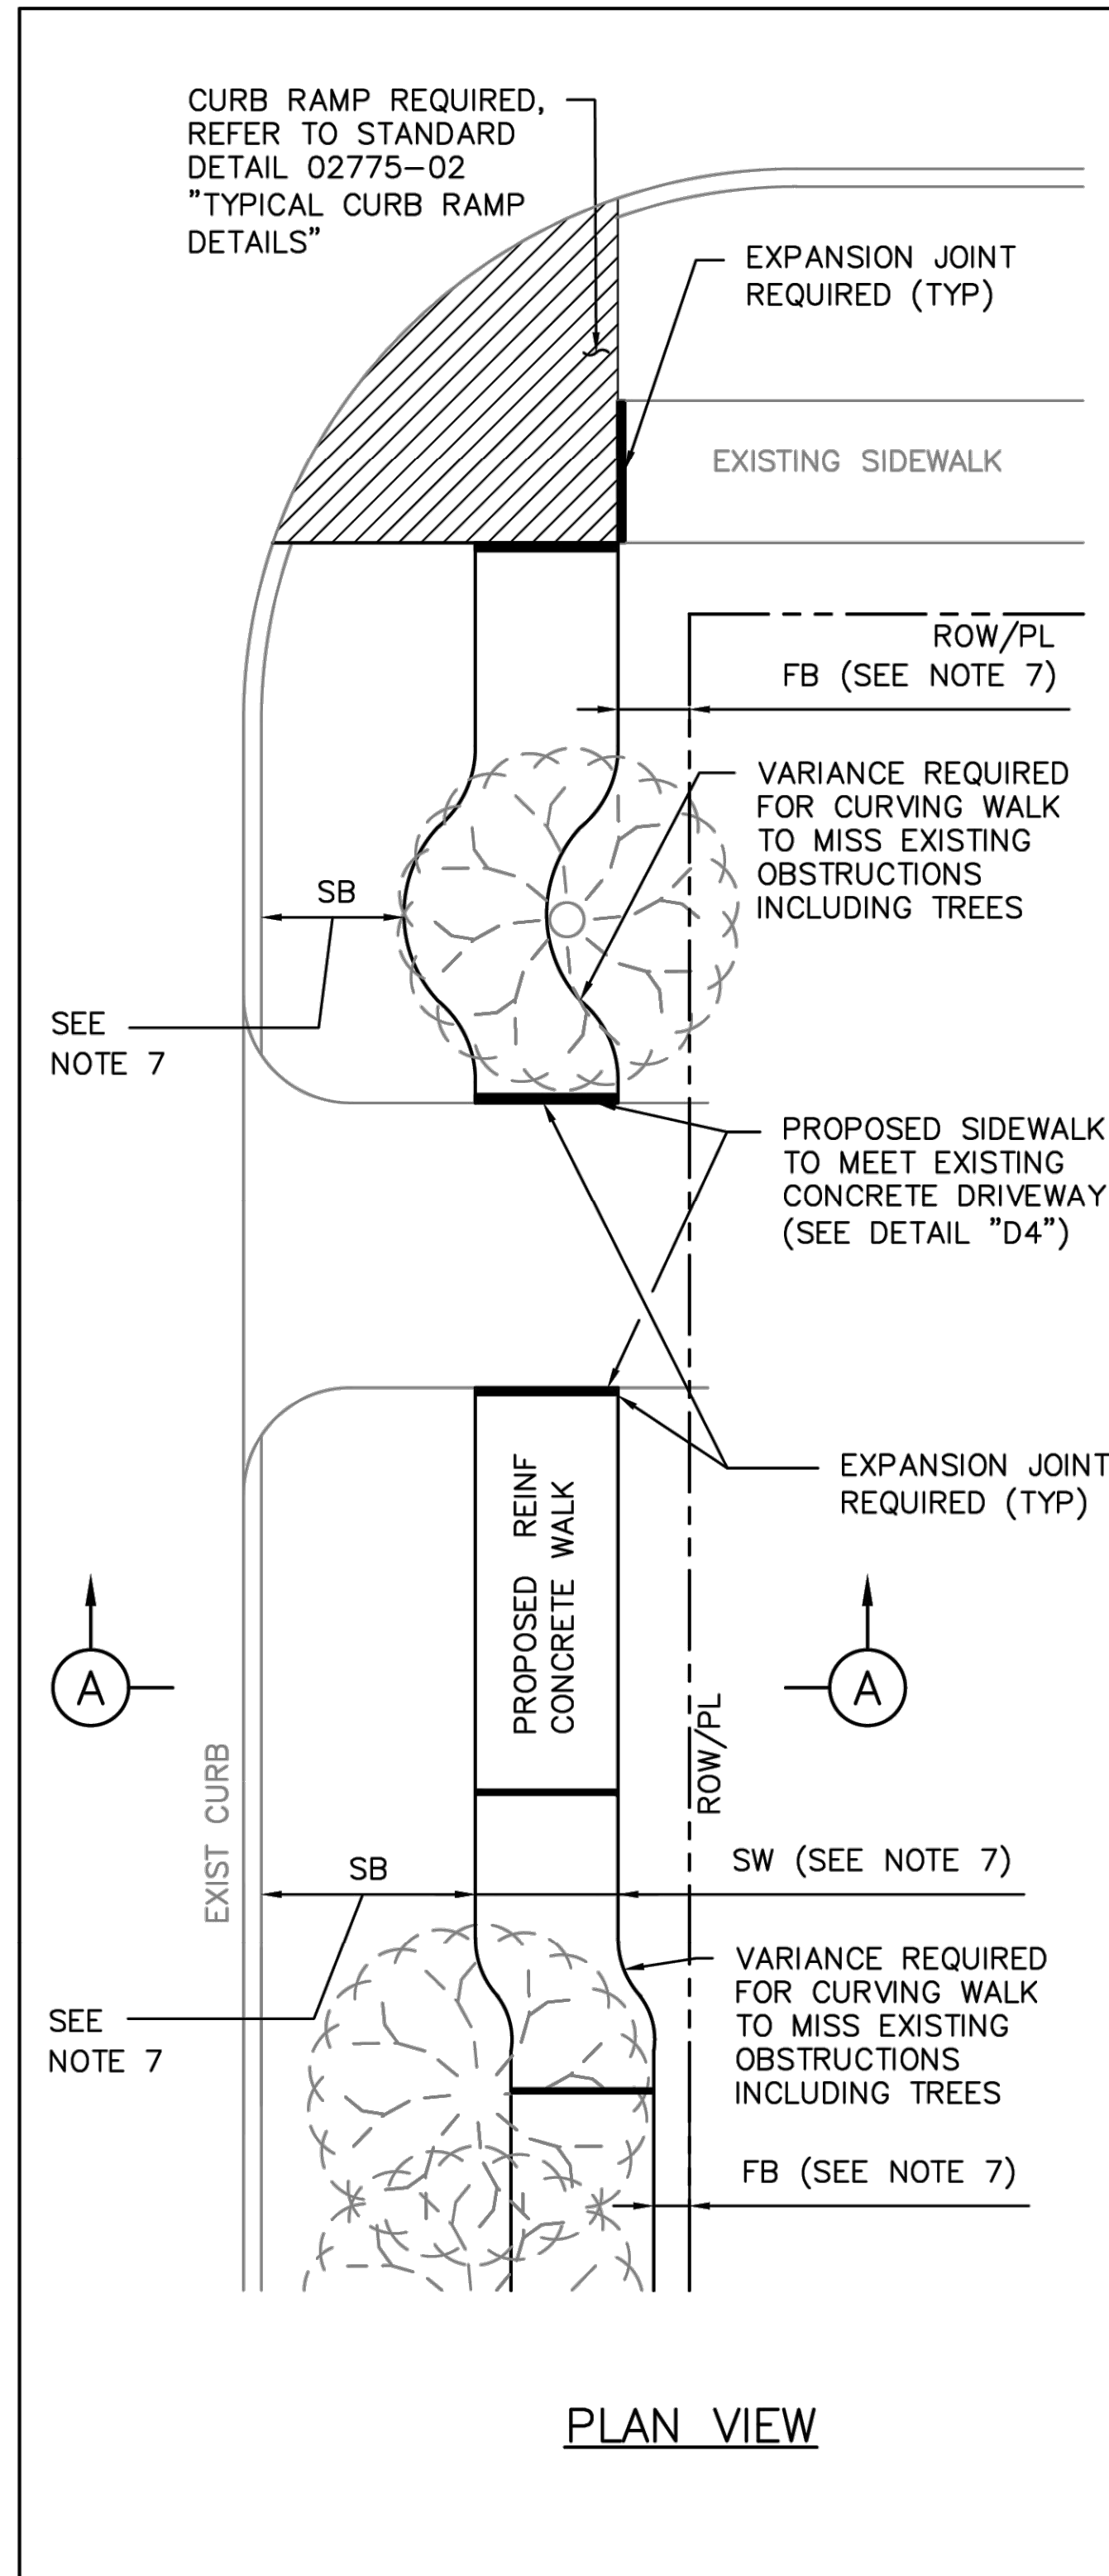 CURB RAMP REQUIRED,
REFER TO STANDARD
DETAIL 02775-02
"TYPICAL CURB RAMP
DETAILS"
EXPANSION JOINT
REQUIRED (TYP)
EXISTING SIDEWALK
ROW/PL
FB (SEE NOTE 7)
VARIANCE REQUIRED
FOR CURVING WALK
TO MISS EXISTING
OBSTRUCTIONS
INCLUDING TREES
SB
SEE
NOTE 7
PROPOSED SIDEWALK
TO MEET EXISTING
CONCRETE DRIVEWAY
(SEE DETAIL "D4")
EXPANSION JOINT
REQUIRED (TYP)
PROPOSED REINF
CONCRETE WALK
A
A
ROW/PL
EXIST CURB
SB
SW (SEE NOTE 7)
SEE
NOTE 7
VARIANCE REQUIRED
FOR CURVING WALK
TO MISS EXISTING
OBSTRUCTIONS
INCLUDING TREES
FB (SEE NOTE 7)
PLAN VIEW